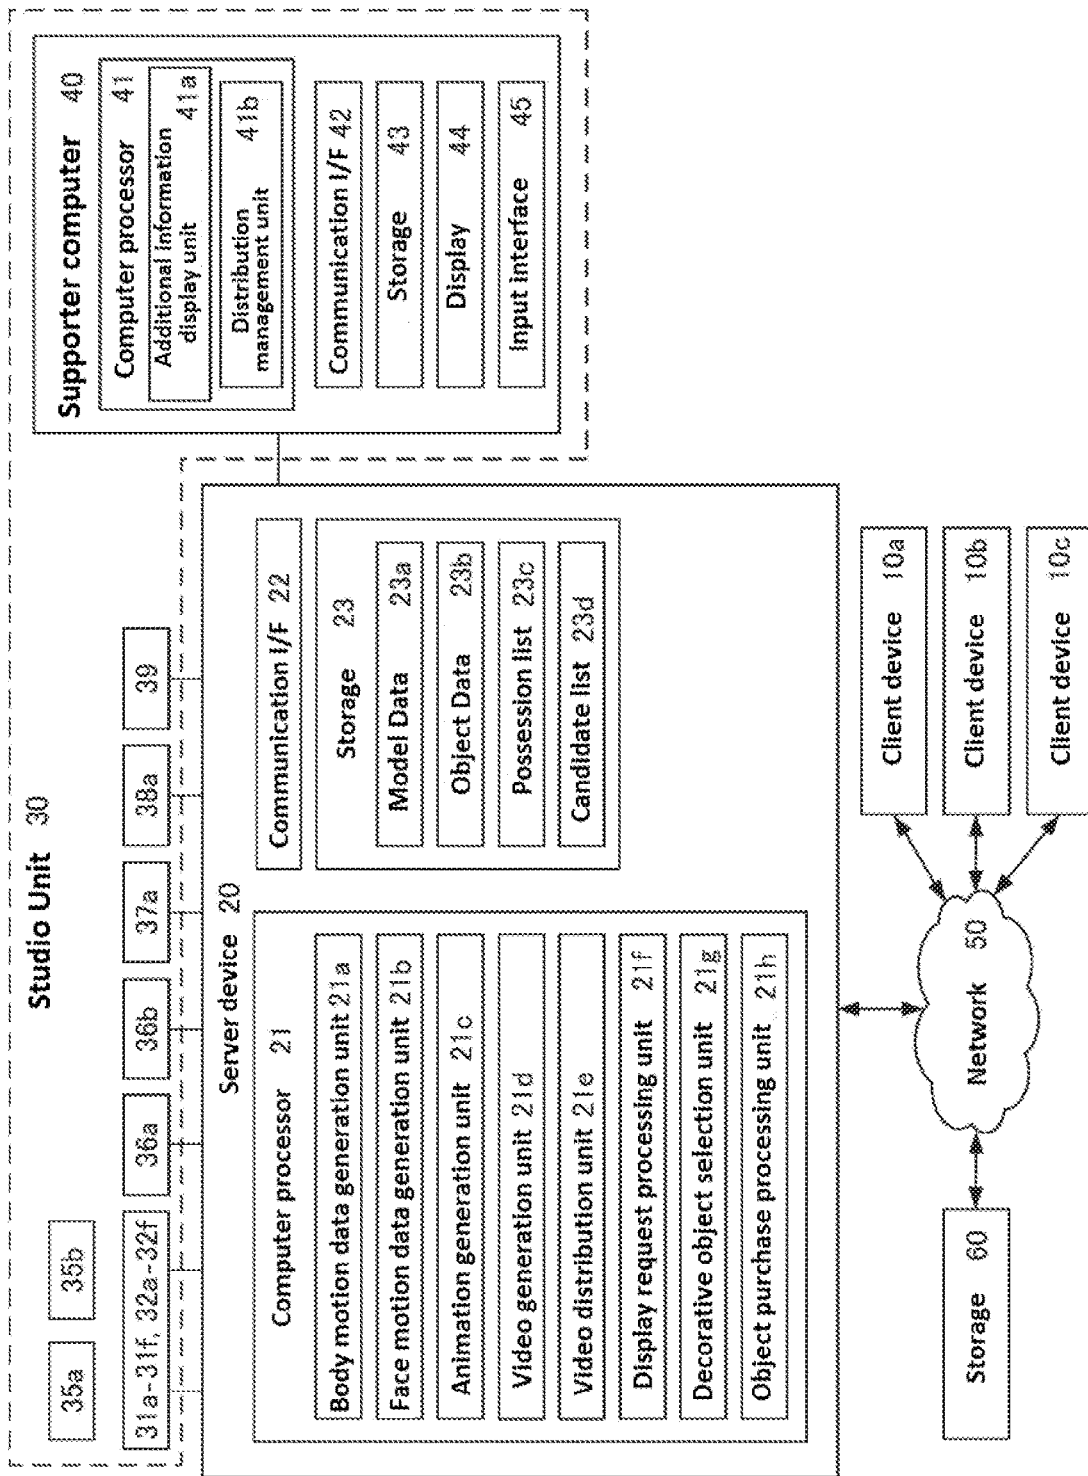 Studio Unit 30
35a
35b
31a-31f, 32a-32f
36a
36b
37a
38a
39
Supporter computer 40
Computer processor 41
Additional information
display unit 41a
Distribution
management unit 41b
Communication I/F 42
Storage 43
Display 44
Input interface 45
Server device 20
Computer processor 21
Body motion data generation unit 21a
Face motion data generation unit 21b
Animation generation unit 21c
Video generation unit 21d
Video distribution unit 21e
Display request processing unit 21f
Decorative object selection unit 21g
Object purchase processing unit 21h
Communication I/F 22
Storage 23
Model Data 23a
Object Data 23b
Possession list 23c
Candidate list 23d
Storage 60
Network 50
Client device 10a
Client device 10b
Client device 10c